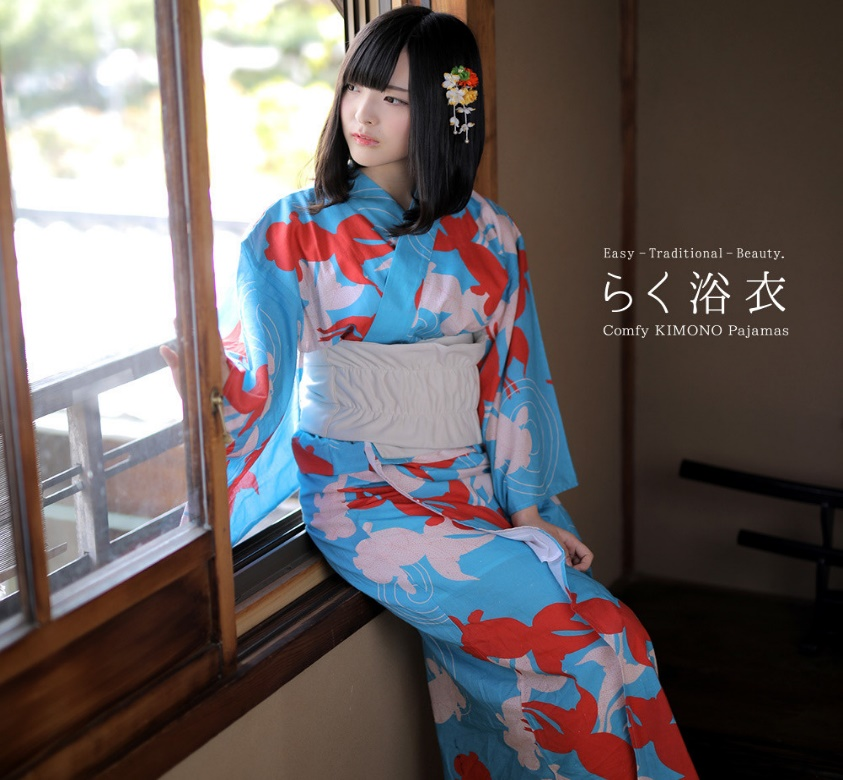 Easy-Traditional-Beauty.
らく浴衣
Comfy KIMONO Pajamas